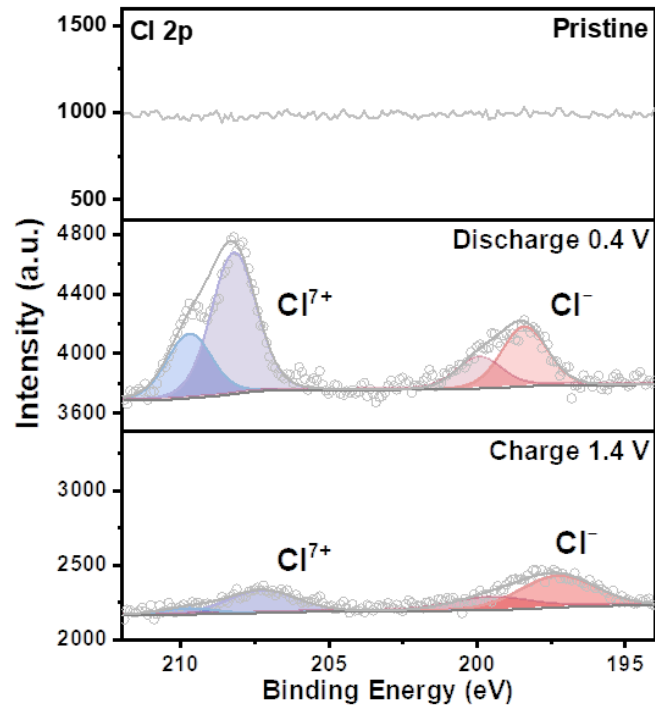 Cl 2p
Pristine
1500
1000
500
Discharge 0.4 V
4800
4400
4000
3600
Cl⁷⁺
Cl⁻
Charge 1.4 V
3000
2500
2000
Cl⁷⁺
Cl⁻
210
205
200
195
Intensity (a.u.)
Binding Energy (eV)